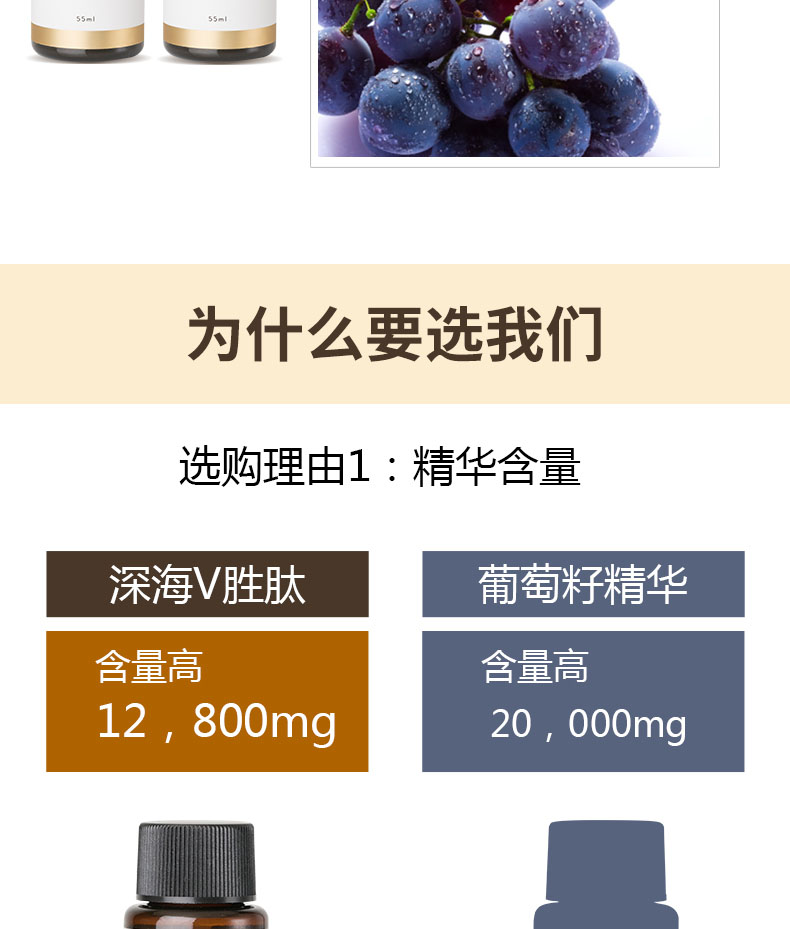 55ml
55ml
为什么要选我们
选购理由1：精华含量
深海V胜肽
葡萄籽精华
含量高
12，800mg
含量高
20，000mg